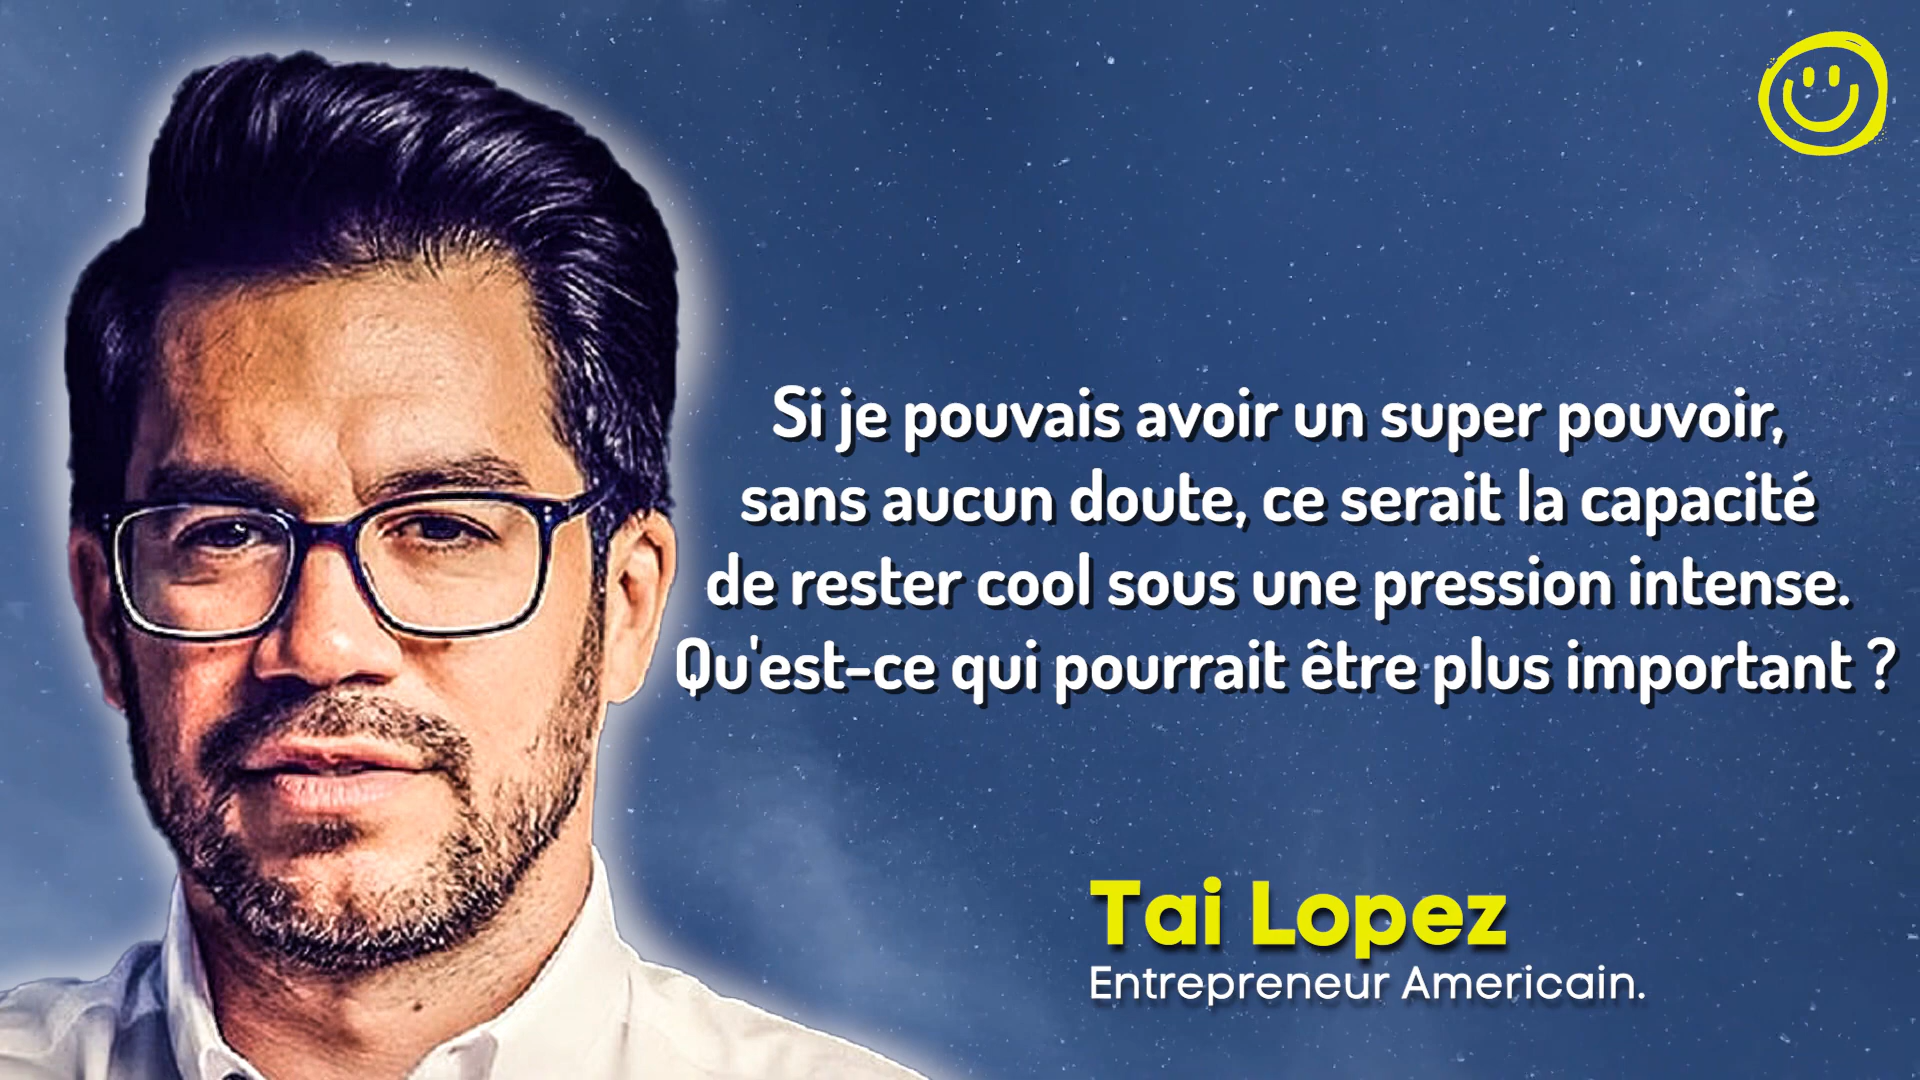 Si je pouvais avoir un super pouvoir,
sans aucun doute, ce serait la capacité
de rester cool sous une pression intense.
Qu'est-ce qui pourrait être plus important ?
Tai Lopez
Entrepreneur Americain.